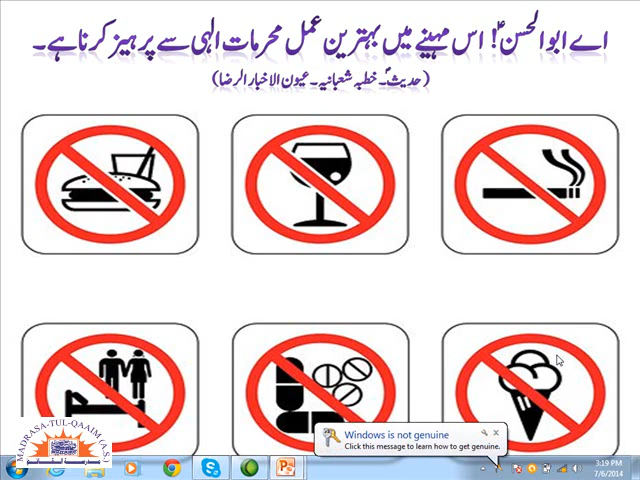 اے ابوالحسنؑ! اس مہینے میں بہترین عمل محرمات الٰہی سے پرہیز کرنا ہے۔
(حدیث۔ خطبہ شعبانیہ۔ عیون الاخبار الرضا)
MADRASA-TUL-QAAIM (A.S.)
مدرسة القائم
Windows is not genuine
Click this message to learn how to get genuine.
3:19 PM
7/6/2014